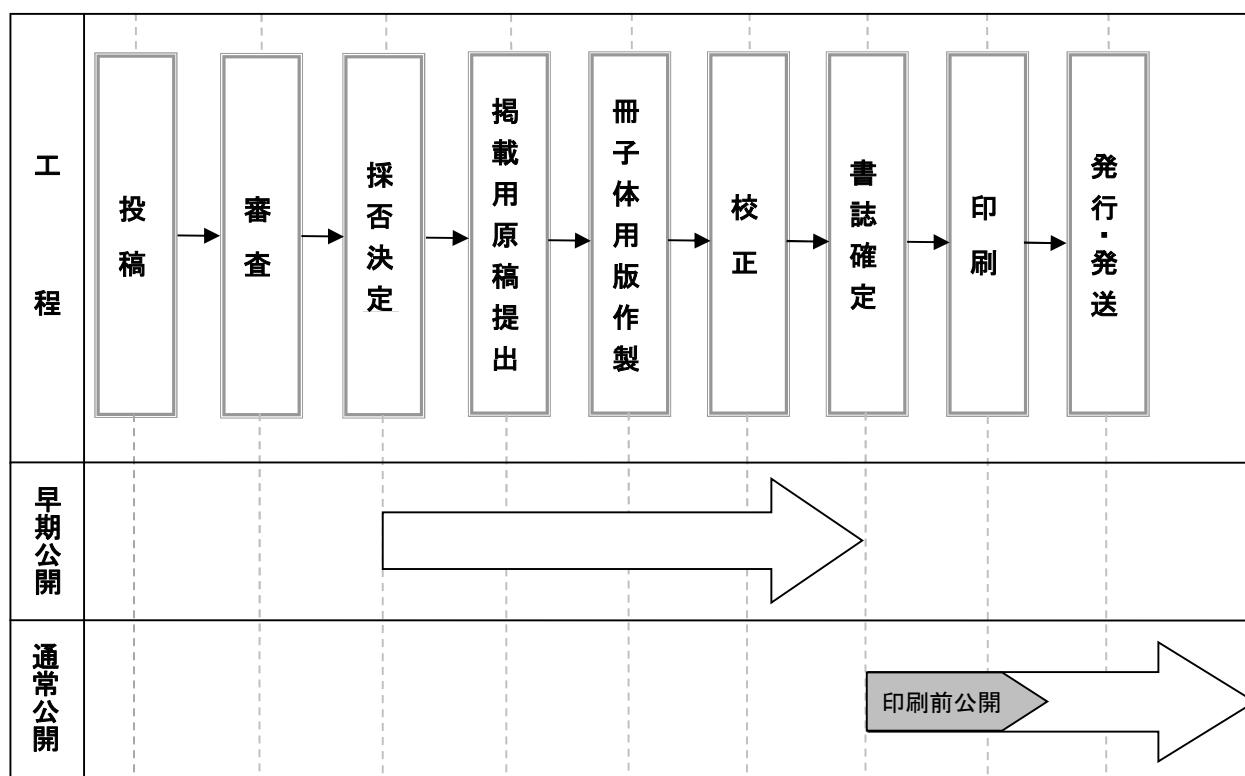 工程
投稿
審査
採否決定
掲載用原稿提出
冊子体用版作製
校正
書誌確定
印刷
発行・発送
早期公開
通常公開
印刷前公開